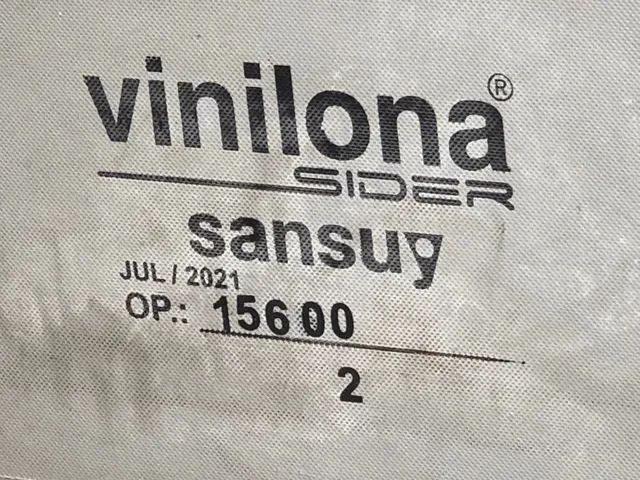 vinilona®
SIDER
sansuy
JUL / 2021
OP.: 15600
2